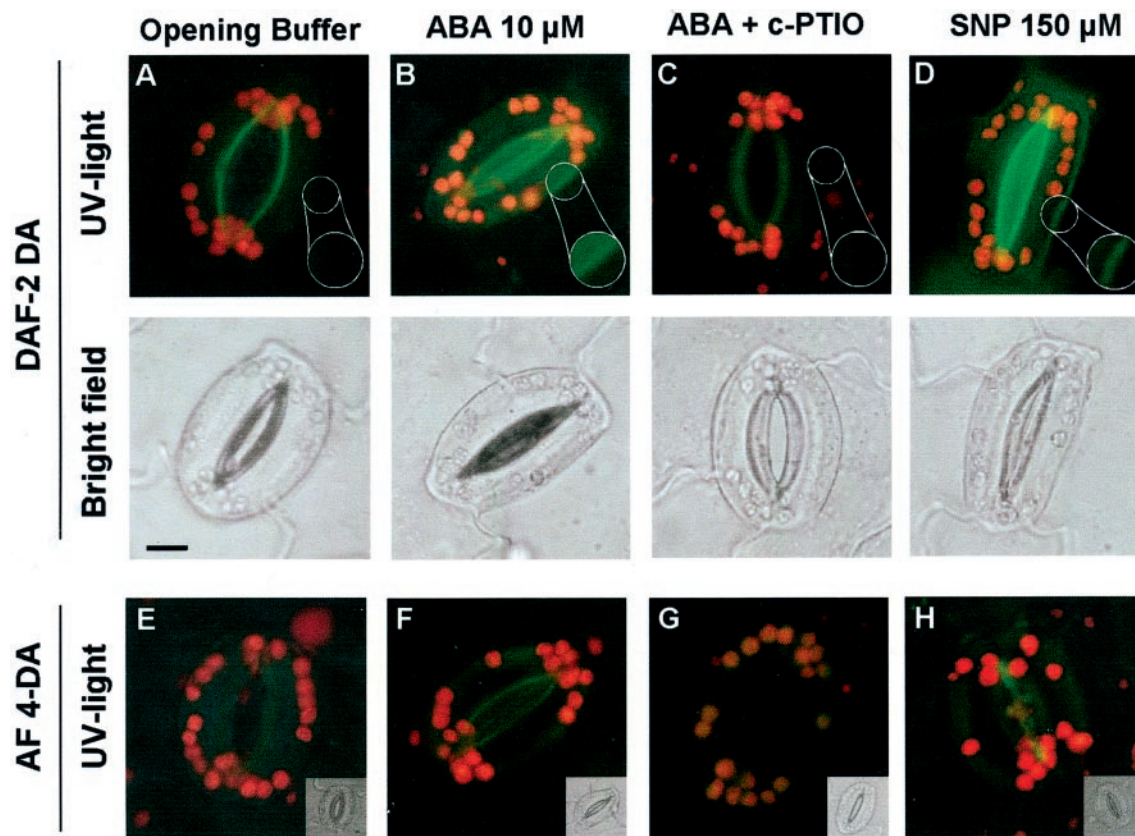 Opening Buffer ABA 10 µM ABA + c-PTIO SNP 150 µM
DAF-2 DA
UV-light
A B C D
Bright field
AF 4-DA
UV-light
E F G H